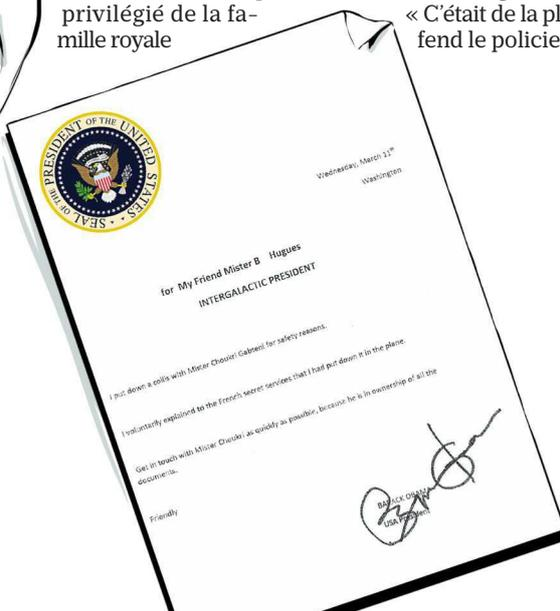 privilégié de la fa-
mille royale
« C'était de la pl
fend le policie
SEAL OF THE PRESIDENT OF THE UNITED STATES
Wednesday, March 11th
Washington
for My Friend Mister B Hugues
INTERGALACTIC PRESIDENT
I put down a colis with Mister Choukri Gabteni for safety reasons.
I voluntarily explained to the French secret services that I had put down it in the plane.
Get in touch with Mister Choukri as quickly as possible, because he is in ownership of all the
documents.
Friendly
BARACK OBAMA
USA President